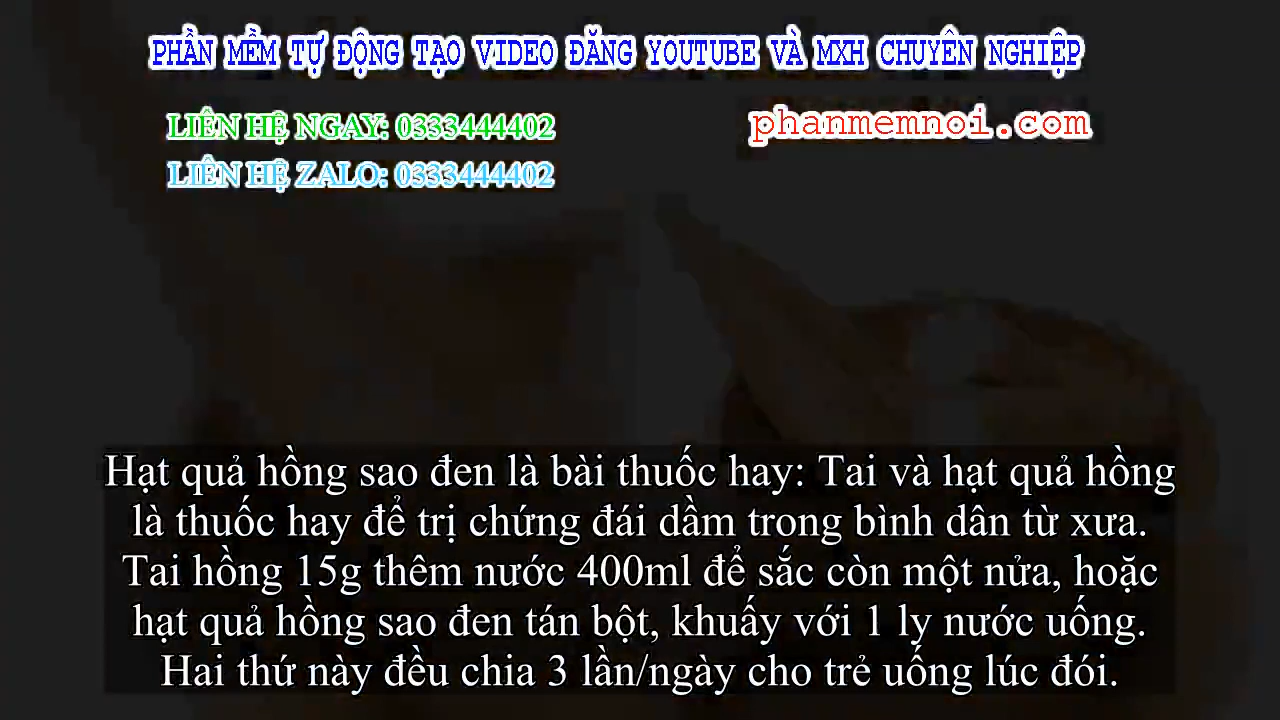 PHẦN MỀM TỰ ĐỘNG TẠO VIDEO ĐĂNG YOUTUBE VÀ MXH CHUYÊN NGHIỆP
LIÊN HỆ NGAY: 0333444402
phanmemnoi.com
LIÊN HỆ ZALO: 0333444402
Hạt quả hồng sao đen là bài thuốc hay: Tai và hạt quả hồng
là thuốc hay để trị chứng đái dầm trong bình dân từ xưa.
Tai hồng 15g thêm nước 400ml để sắc còn một nửa, hoặc
hạt quả hồng sao đen tán bột, khuấy với 1 ly nước uống.
Hai thứ này đều chia 3 lần/ngày cho trẻ uống lúc đói.